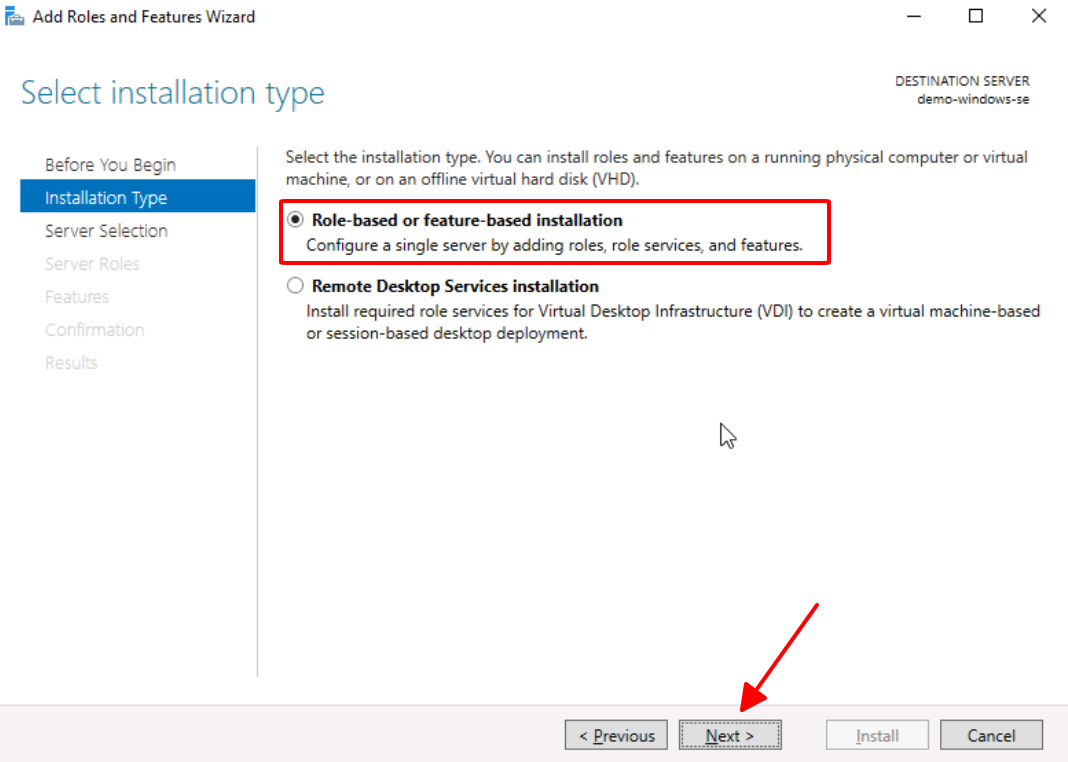 Add Roles and Features Wizard
Select installation type
DESTINATION SERVER
demo-windows-se
Before You Begin
Installation Type
Server Selection
Server Roles
Features
Confirmation
Results
Select the installation type. You can install roles and features on a running physical computer or virtual
machine, or on an offline virtual hard disk (VHD).
Role-based or feature-based installation
Configure a single server by adding roles, role services, and features.
Remote Desktop Services installation
Install required role services for Virtual Desktop Infrastructure (VDI) to create a virtual machine-based
or session-based desktop deployment.
< Previous
Next >
Install
Cancel